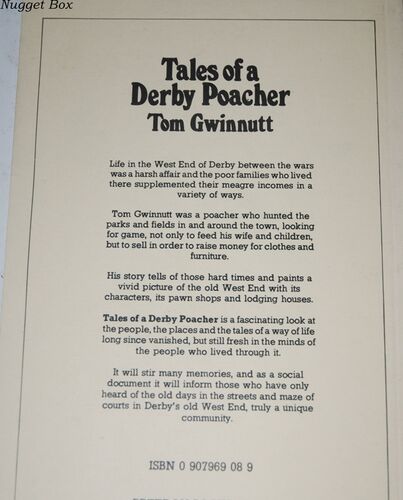 Nugget Box
Tales of a
Derby Poacher
Tom Gwinnutt
Life in the West End of Derby between the wars
was a harsh affair and the poor families who lived
there supplemented their meagre incomes in a
variety of ways.
Tom Gwinnutt was a poacher who hunted the
parks and fields in and around the town, looking
for game, not only to feed his wife and children,
but to sell in order to raise money for clothes and
furniture.
His story tells of those hard times and paints a
vivid picture of the old West End with its
characters, its pawn shops and lodging houses.
Tales of a Derby Poacher is a fascinating look at
the people, the places and the tales of a way of life
long since vanished, but still fresh in the minds of
the people who lived through it.
It will stir many memories, and as a social
document it will inform those who have only
heard of the old days in the streets and maze of
courts in Derby's old West End, truly a unique
community.
ISBN 0 907969 08 9